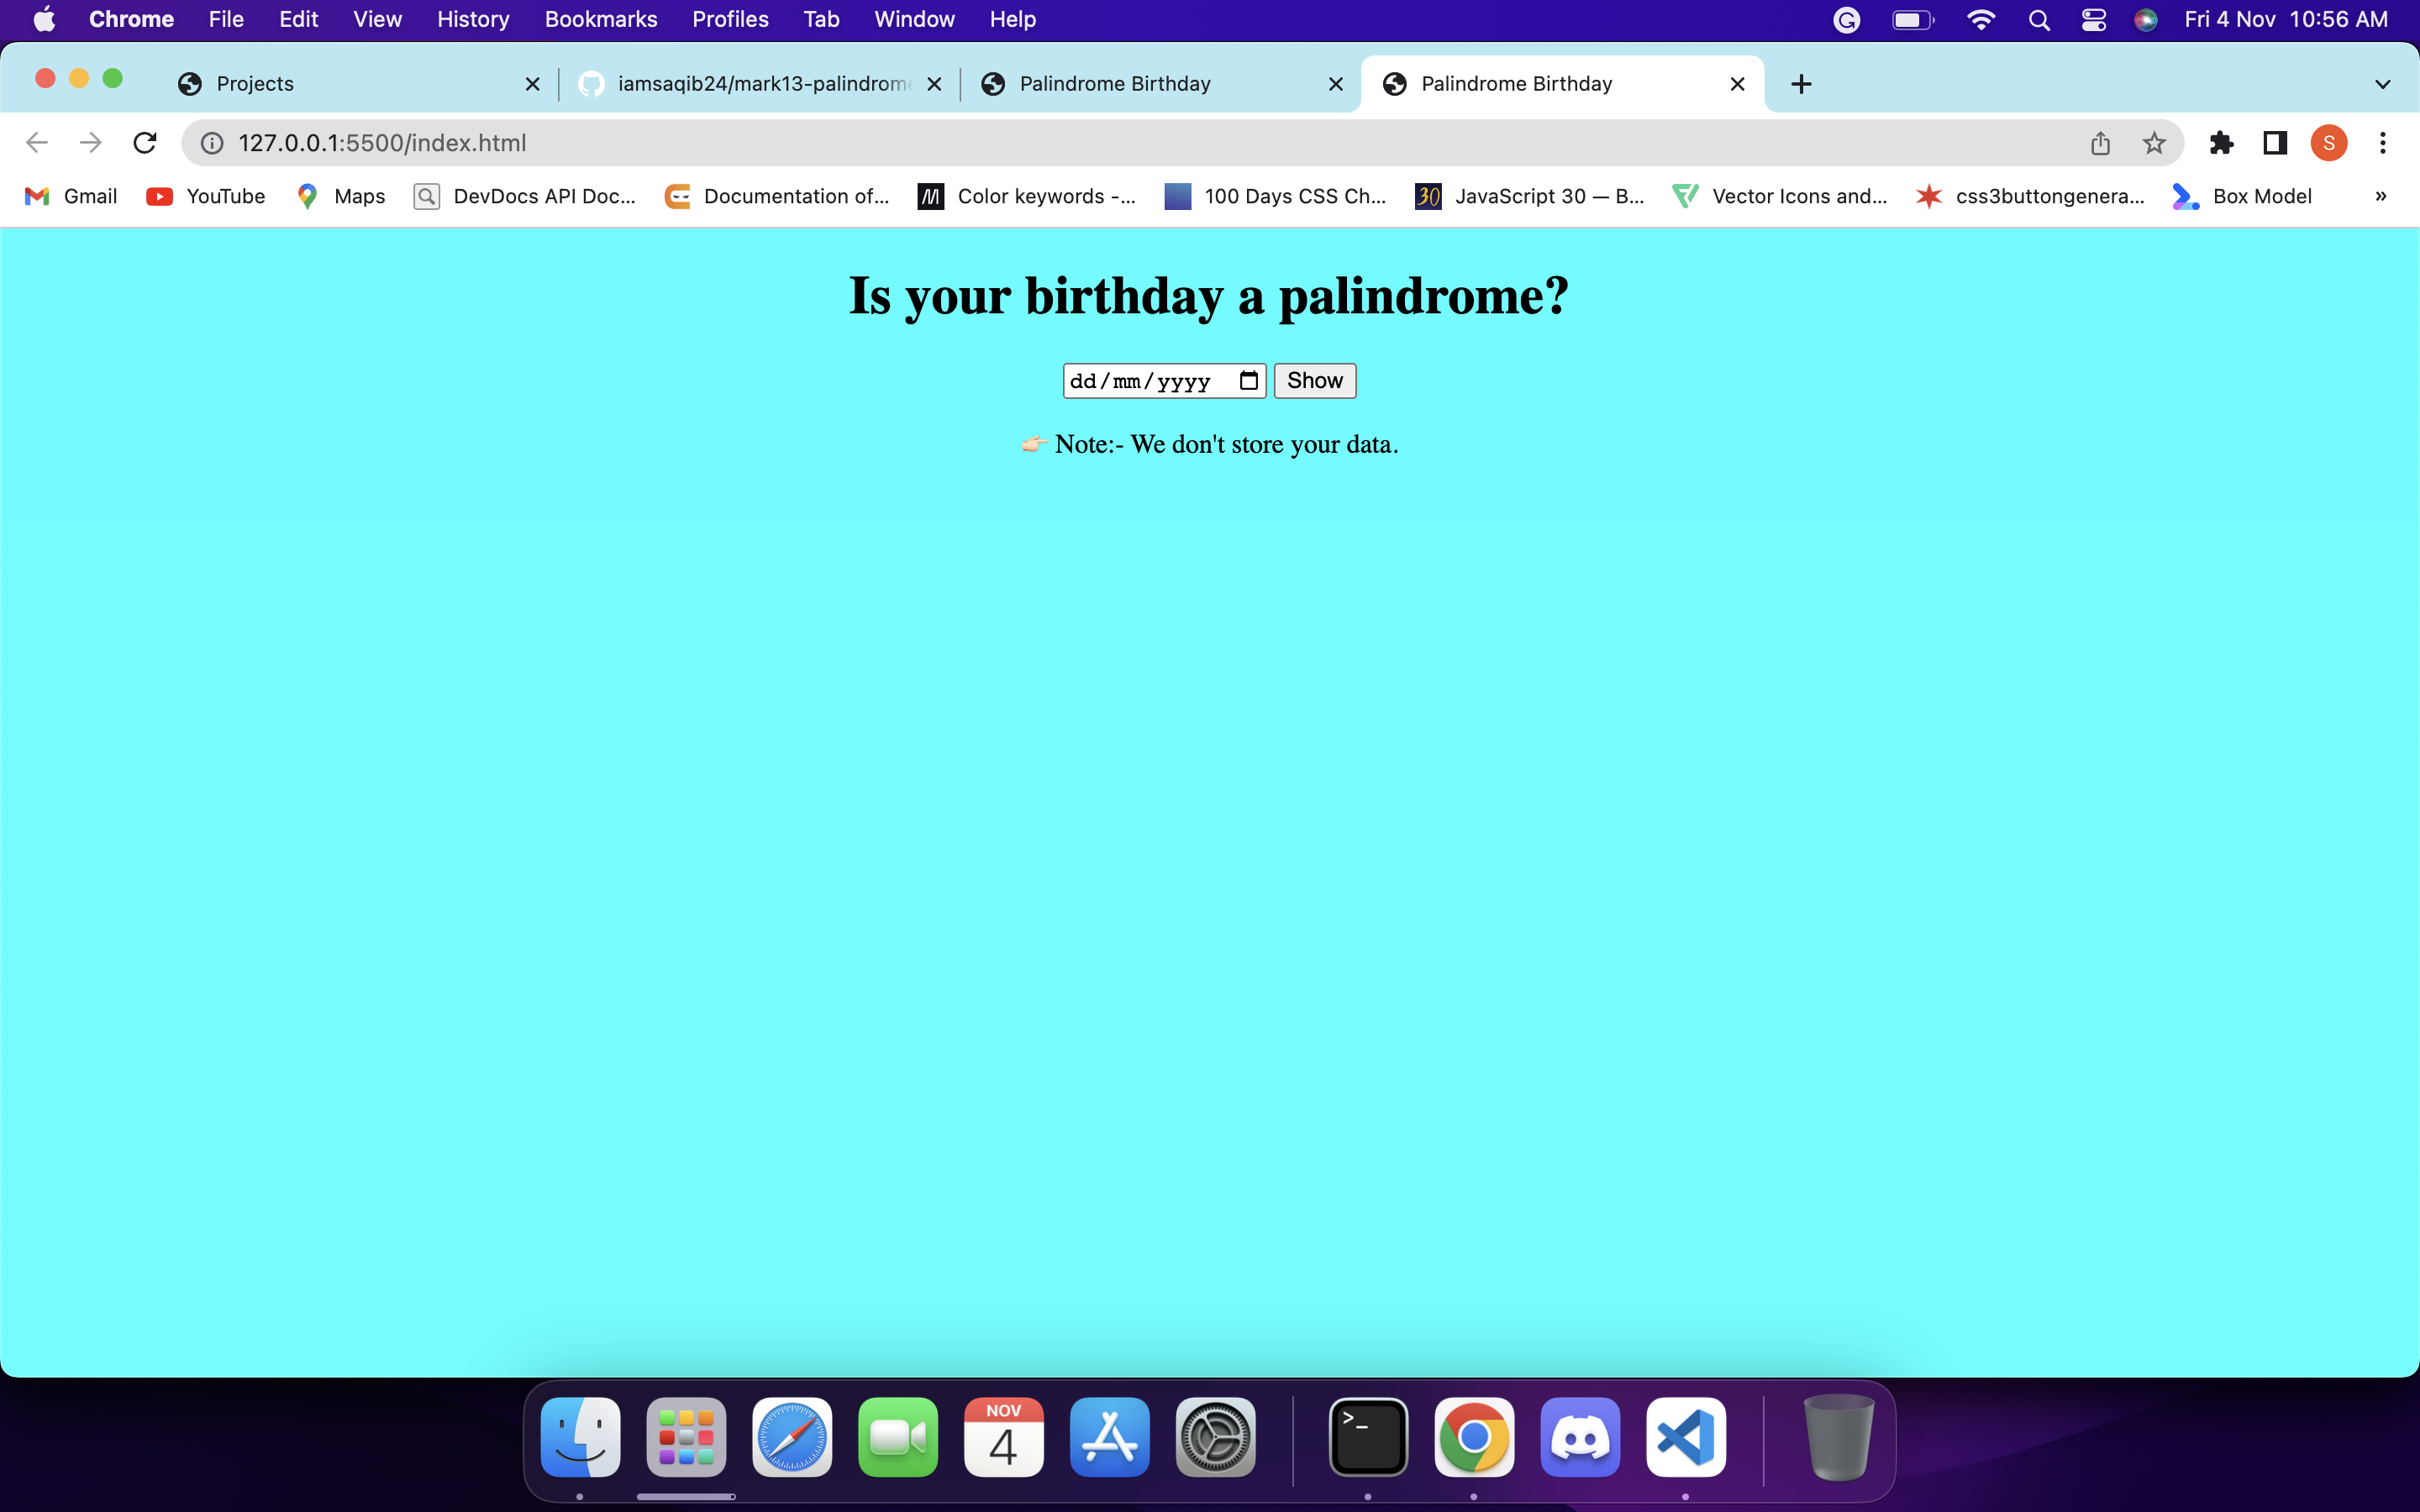 Chrome File Edit View History Bookmarks Profiles Tab Window Help Fri 4 Nov 10:56 AM
Projects iamsaqib24/mark13-palindrome Palindrome Birthday Palindrome Birthday
127.0.0.1:5500/index.html S
Gmail YouTube Maps DevDocs API Doc... Documentation of... Color keywords -... 100 Days CSS Ch... 30 JavaScript 30 — B... Vector Icons and... css3buttongenera... Box Model »
Is your birthday a palindrome?
dd/mm/yyyy Show
👉🏻 Note:- We don't store your data.
NOV
4
>_